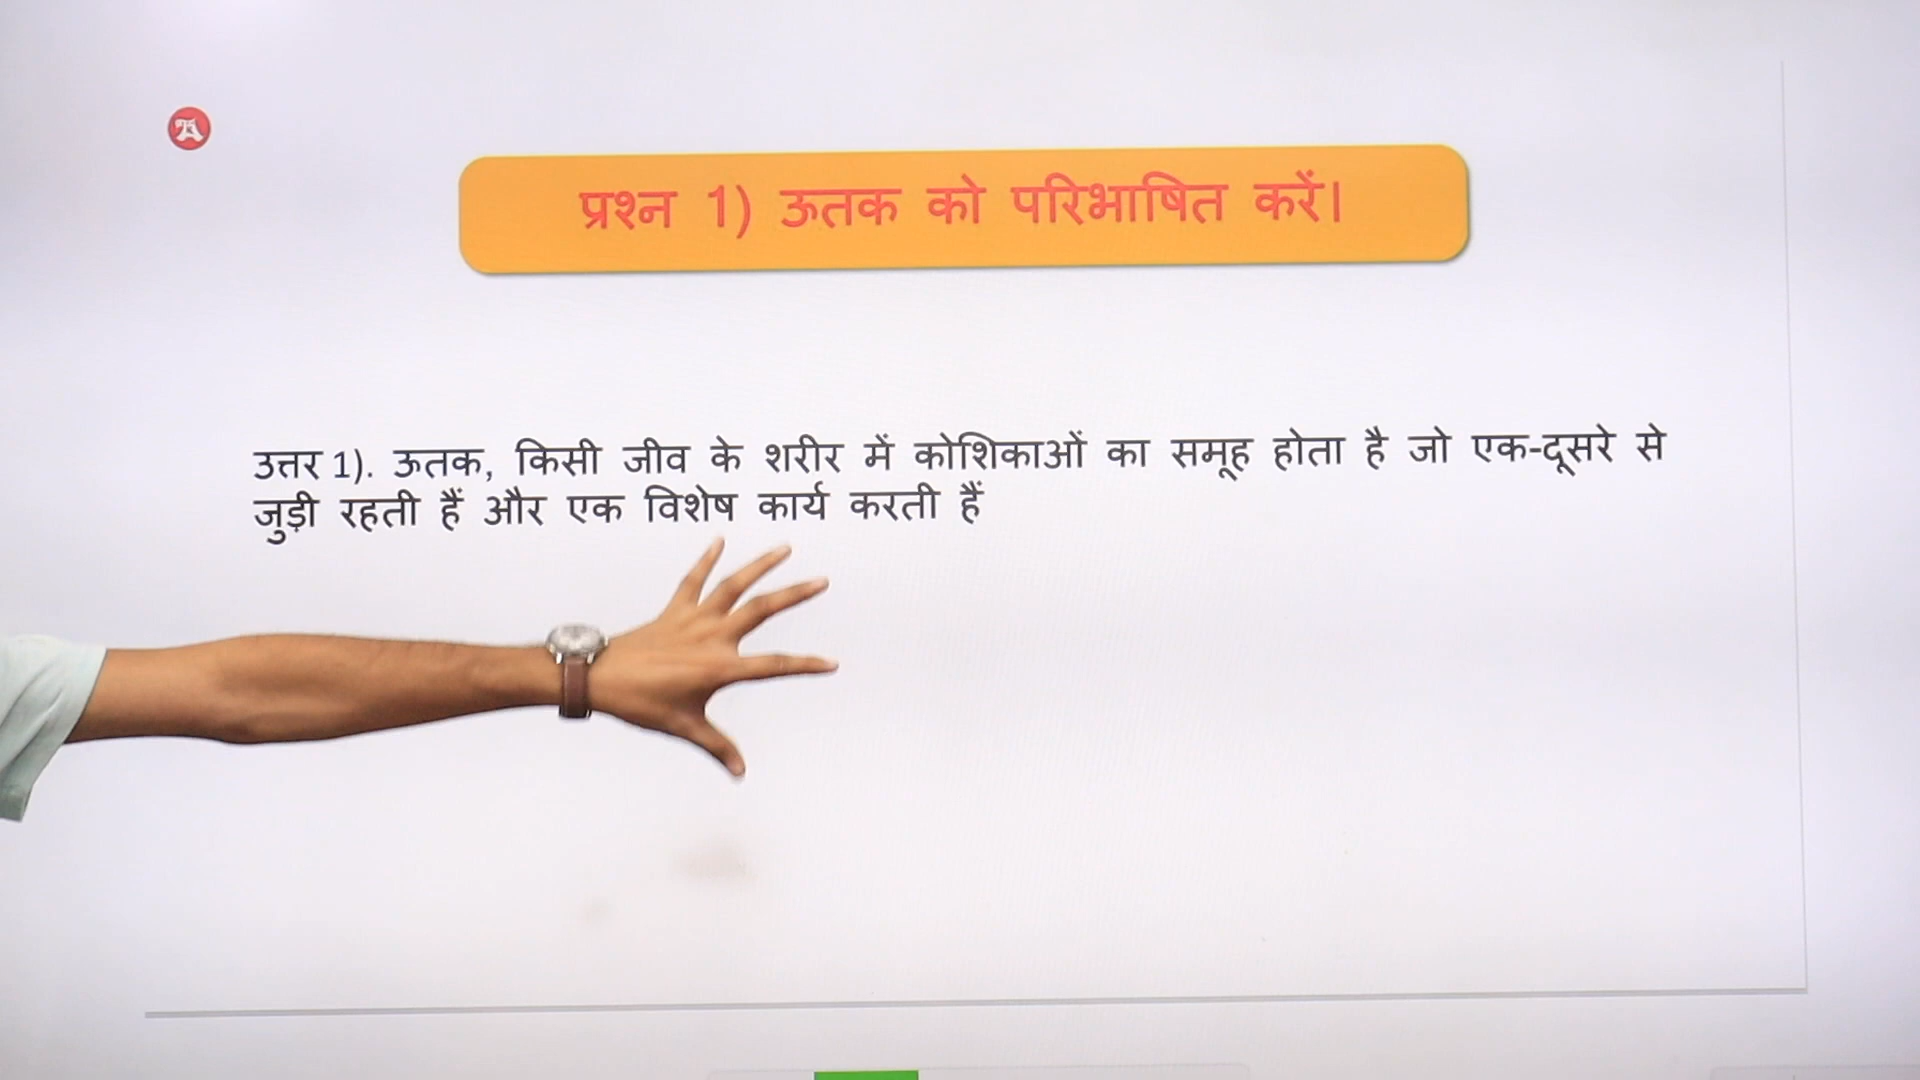 प्रश्न 1) ऊतक को परिभाषित करें।
उत्तर 1). ऊतक, किसी जीव के शरीर में कोशिकाओं का समूह होता है जो एक-दूसरे से
जुड़ी रहती हैं और एक विशेष कार्य करती हैं